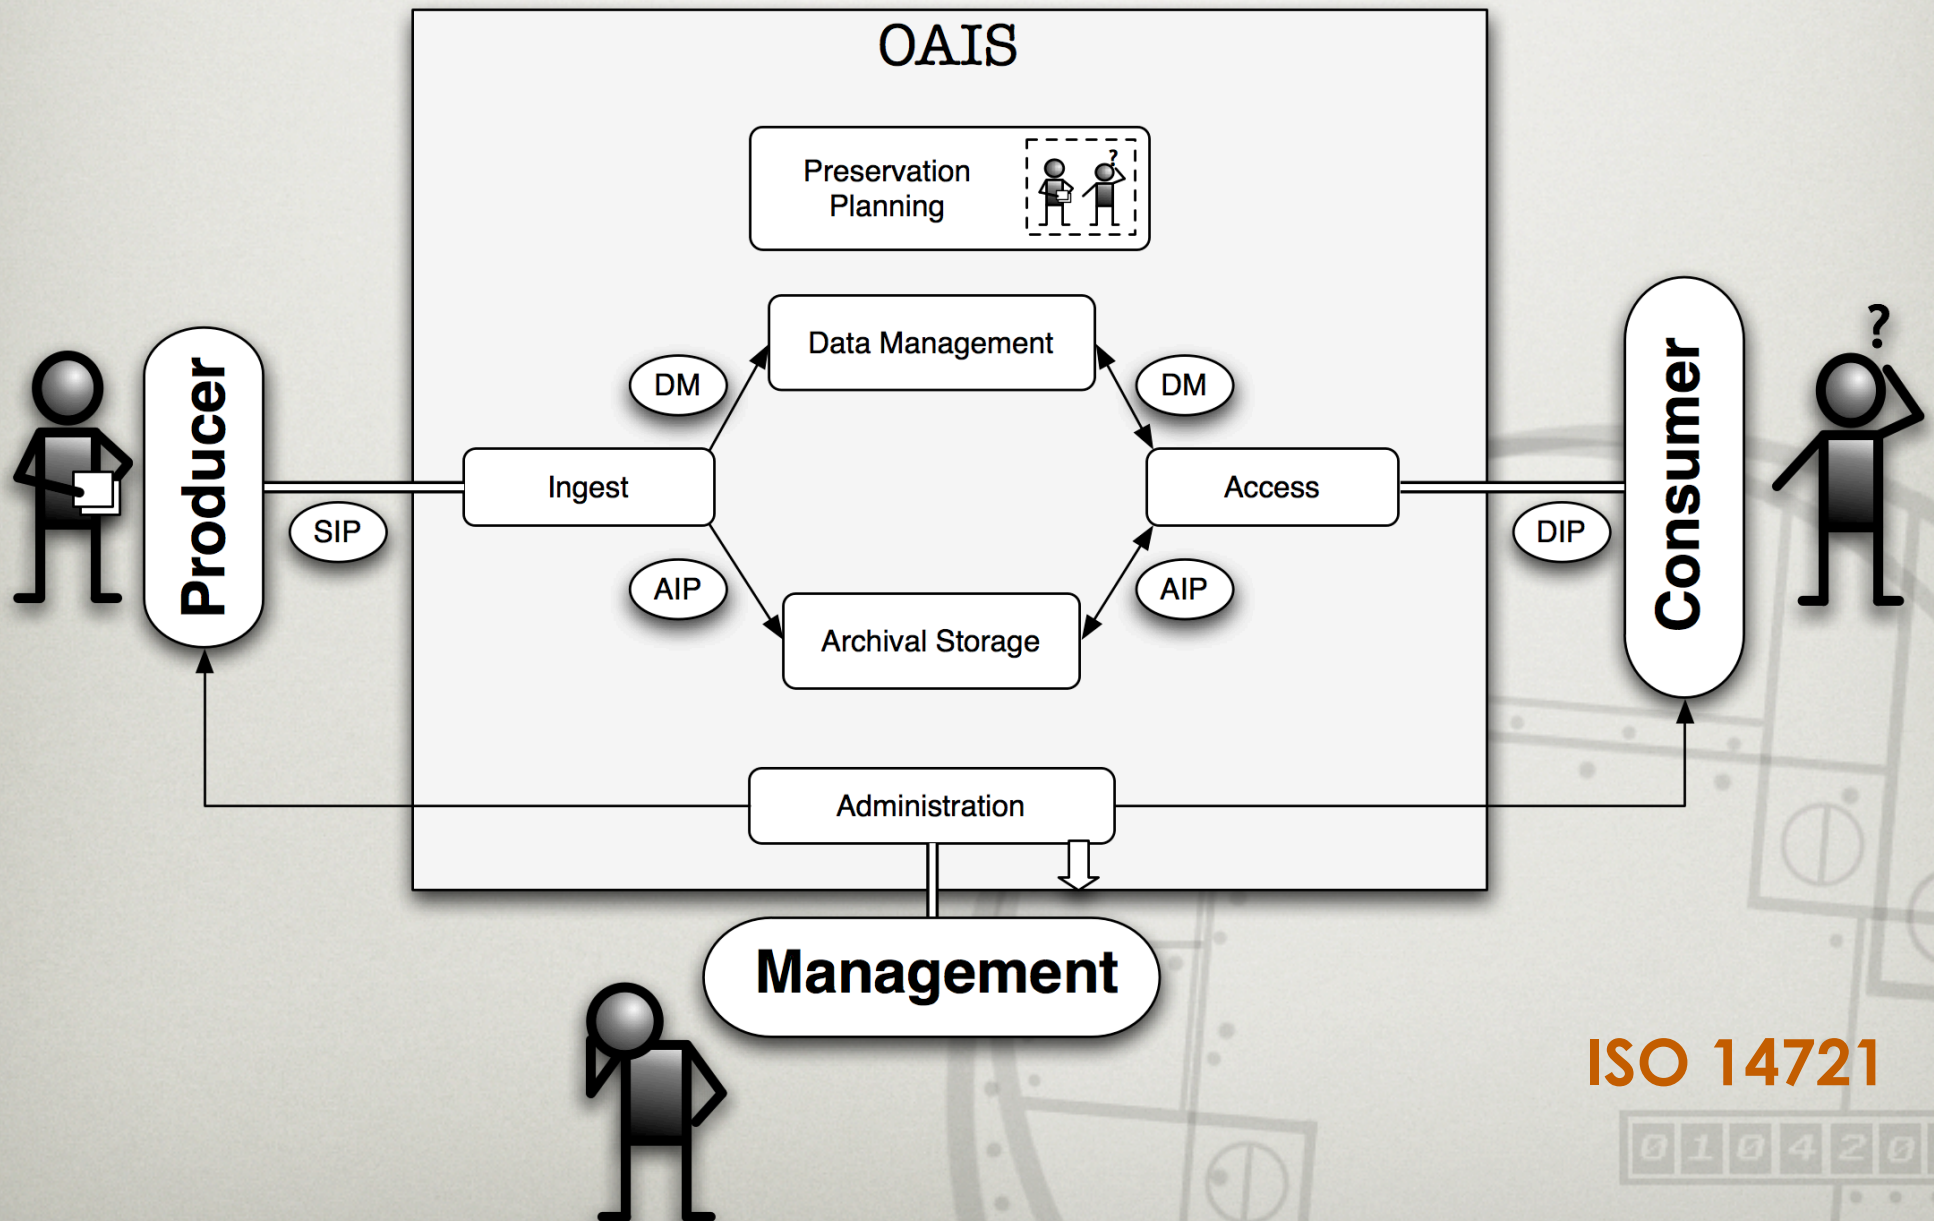 OAIS
Preservation
Planning
?
Data Management
DM
DM
Ingest
Access
Producer
SIP
AIP
AIP
DIP
Consumer
?
Archival Storage
Administration
Management
ISO 14721
010420